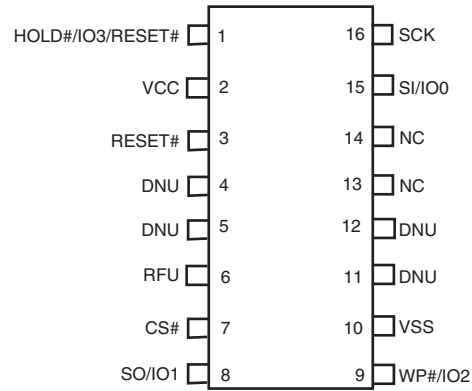 HOLD#/IO3/RESET# 1 16 SCK
VCC 2 15 SI/IO0
RESET# 3 14 NC
DNU 4 13 NC
DNU 5 12 DNU
RFU 6 11 DNU
CS# 7 10 VSS
SO/IO1 8 9 WP#/IO2